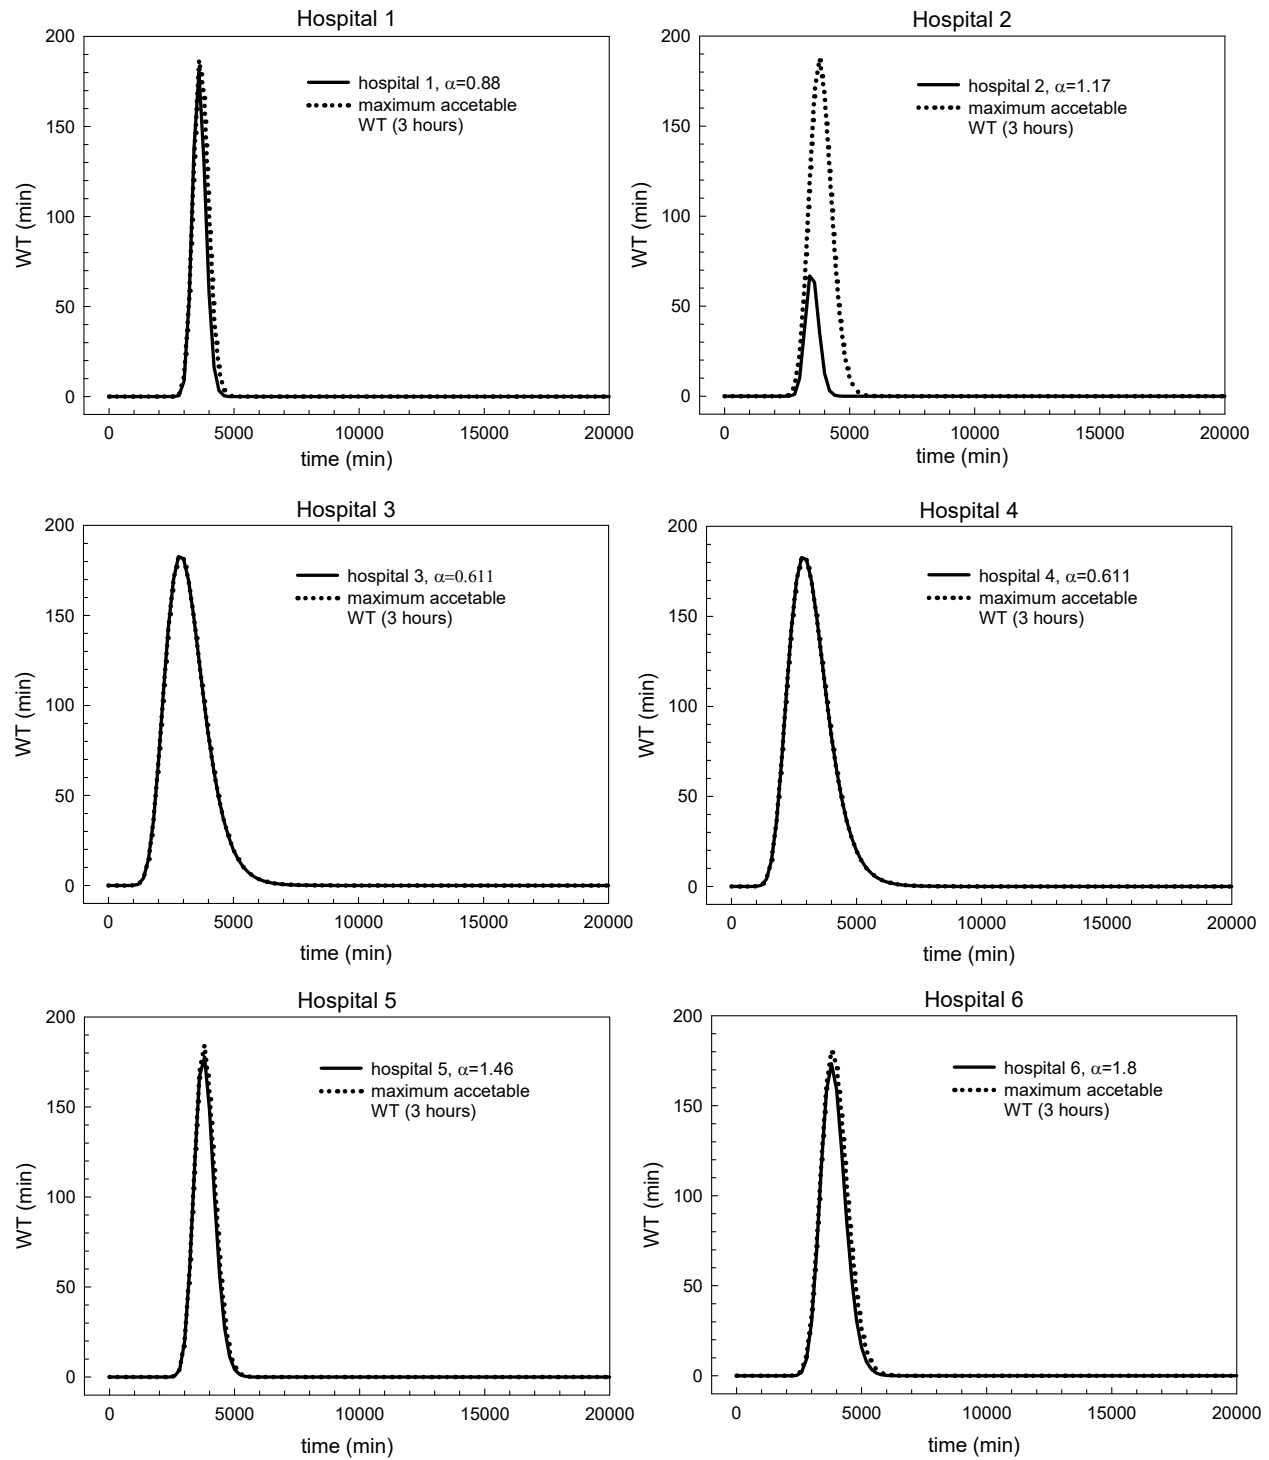 Hospital 1
200
150
100
50
0
WT (min)
hospital 1, α=0.88
maximum accetable
WT (3 hours)
0 5000 10000 15000 20000
time (min)
Hospital 2
200
150
100
50
0
WT (min)
hospital 2, α=1.17
maximum accetable
WT (3 hours)
0 5000 10000 15000 20000
time (min)
Hospital 3
200
150
100
50
0
WT (min)
hospital 3, α=0.611
maximum accetable
WT (3 hours)
0 5000 10000 15000 20000
time (min)
Hospital 4
200
150
100
50
0
WT (min)
hospital 4, α=0.611
maximum accetable
WT (3 hours)
0 5000 10000 15000 20000
time (min)
Hospital 5
200
150
100
50
0
WT (min)
hospital 5, α=1.46
maximum accetable
WT (3 hours)
0 5000 10000 15000 20000
time (min)
Hospital 6
200
150
100
50
0
WT (min)
hospital 6, α=1.8
maximum accetable
WT (3 hours)
0 5000 10000 15000 20000
time (min)